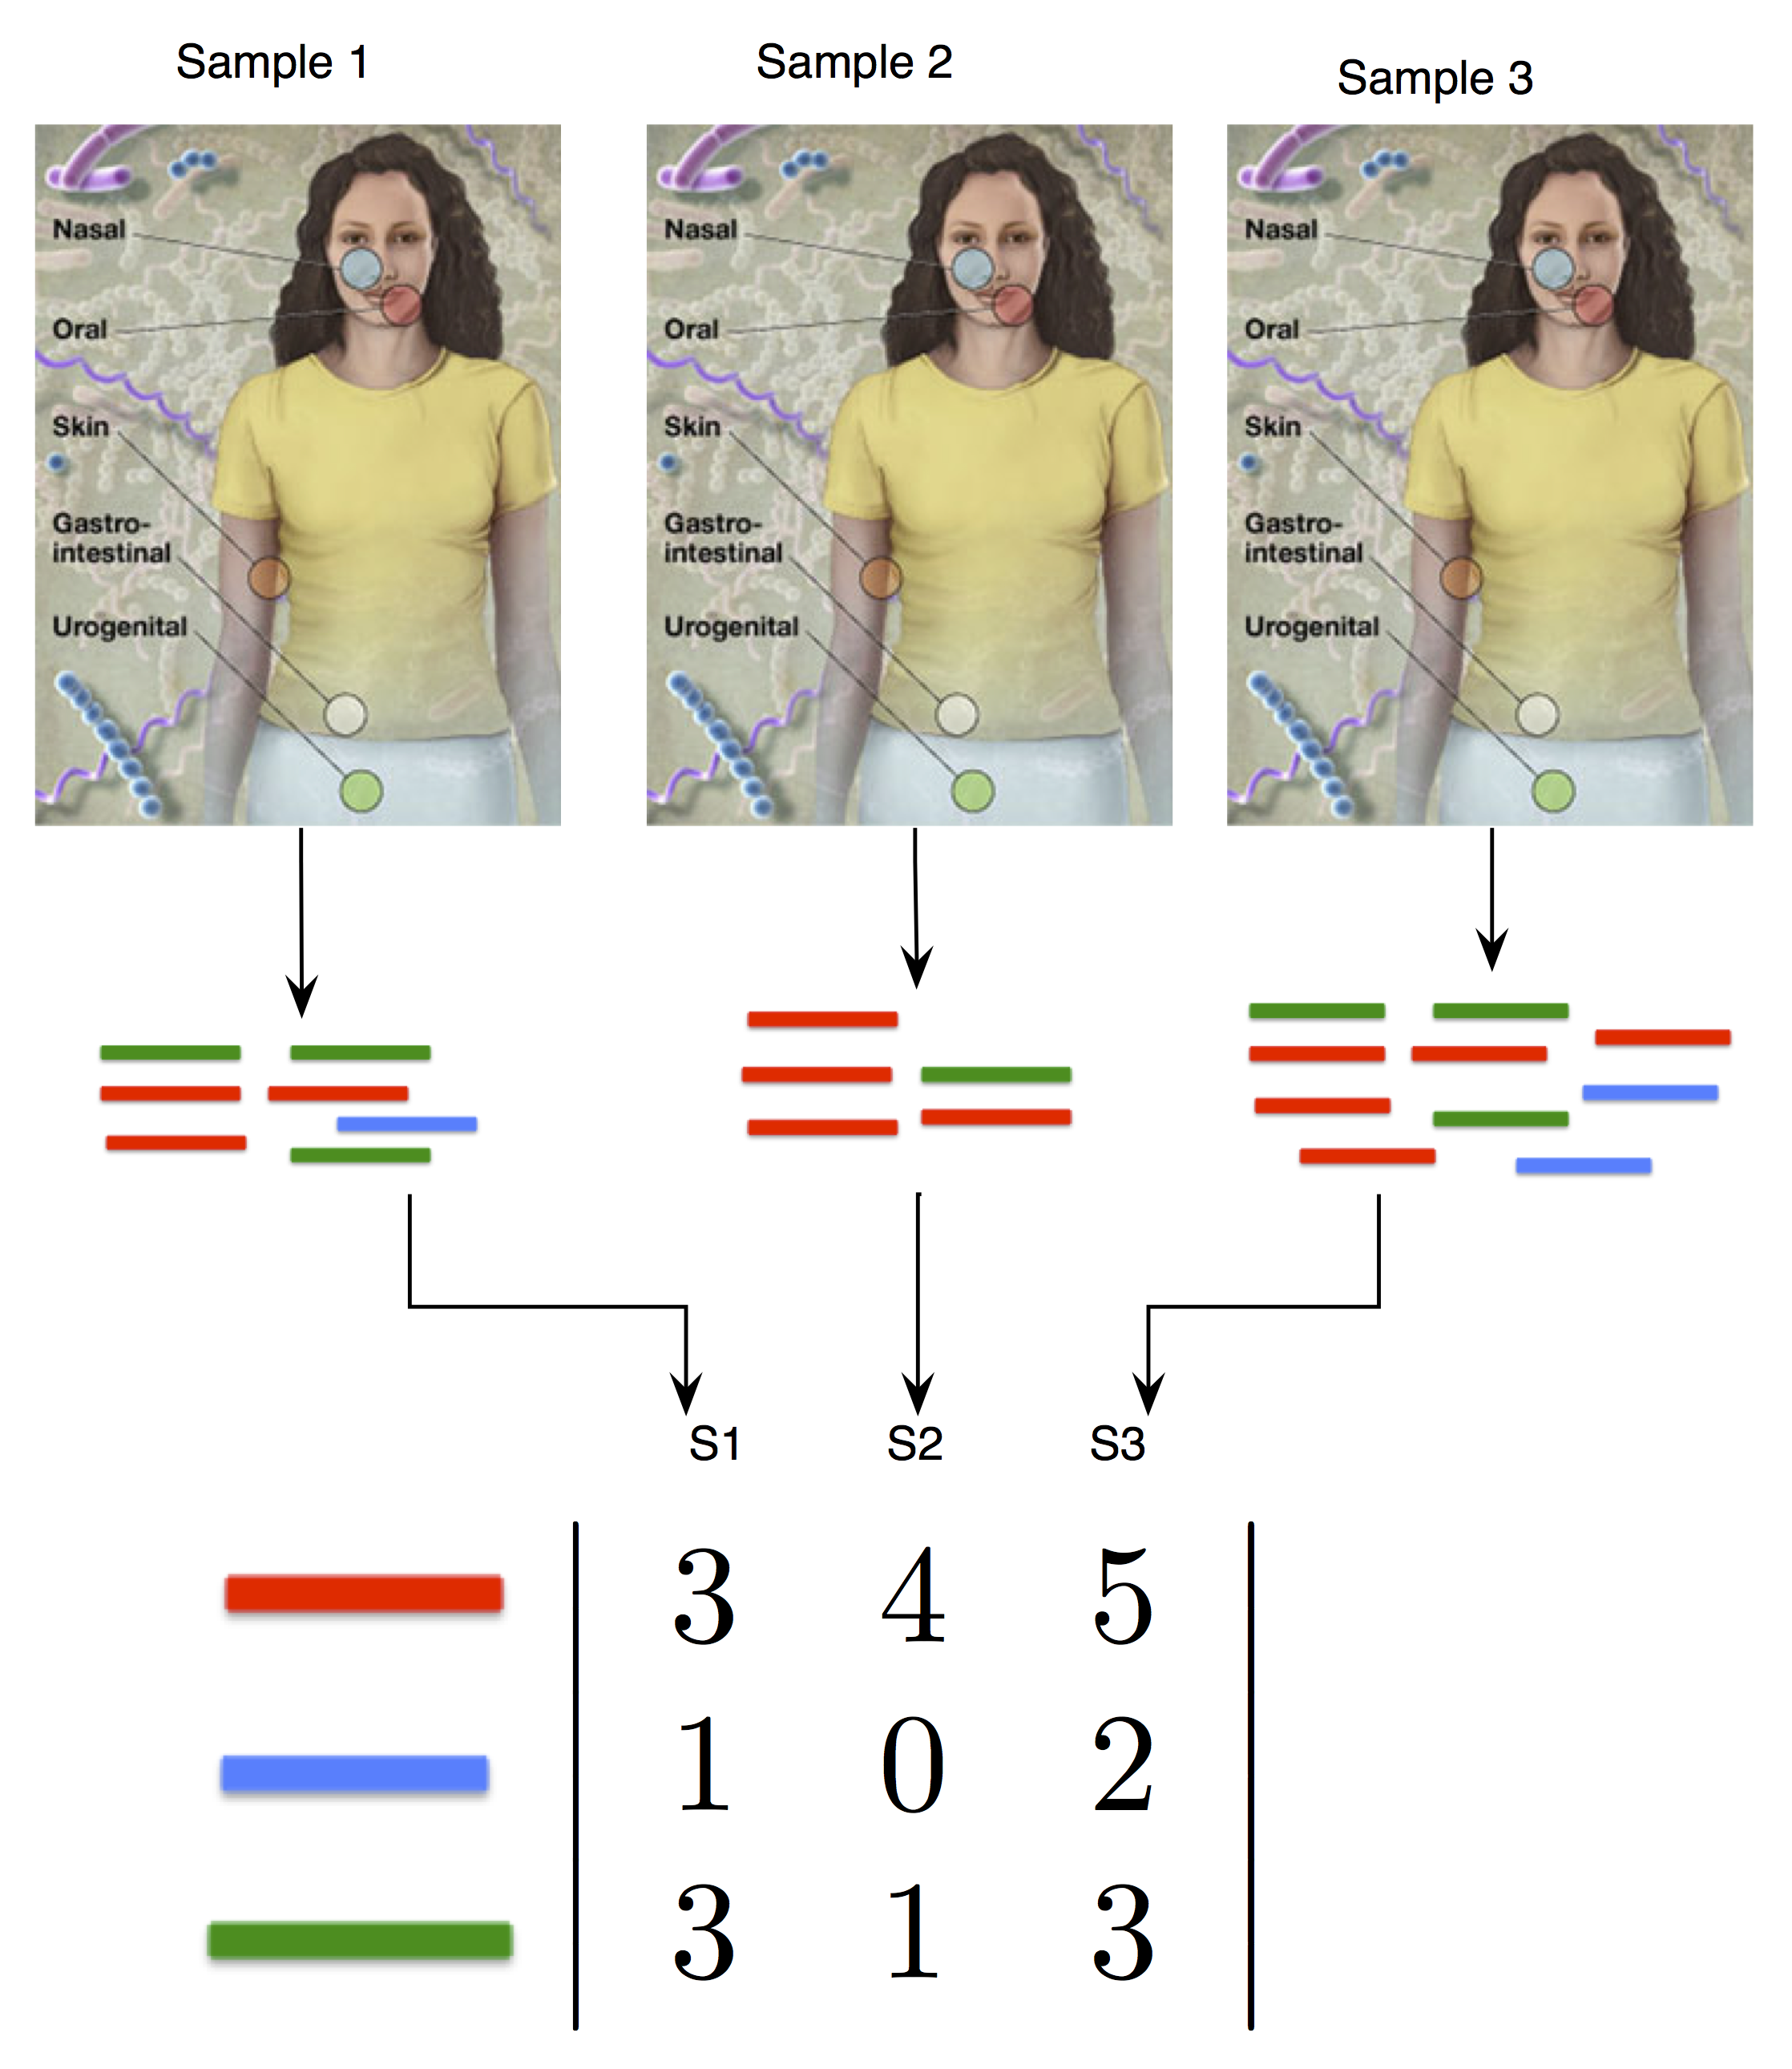 Sample 1
Sample 2
Sample 3
Nasal
Oral
Skin
Gastro-
intestinal
Urogenital
Nasal
Oral
Skin
Gastro-
intestinal
Urogenital
Nasal
Oral
Skin
Gastro-
intestinal
Urogenital
S1 S2 S3
3 4 5
1 0 2
3 1 3